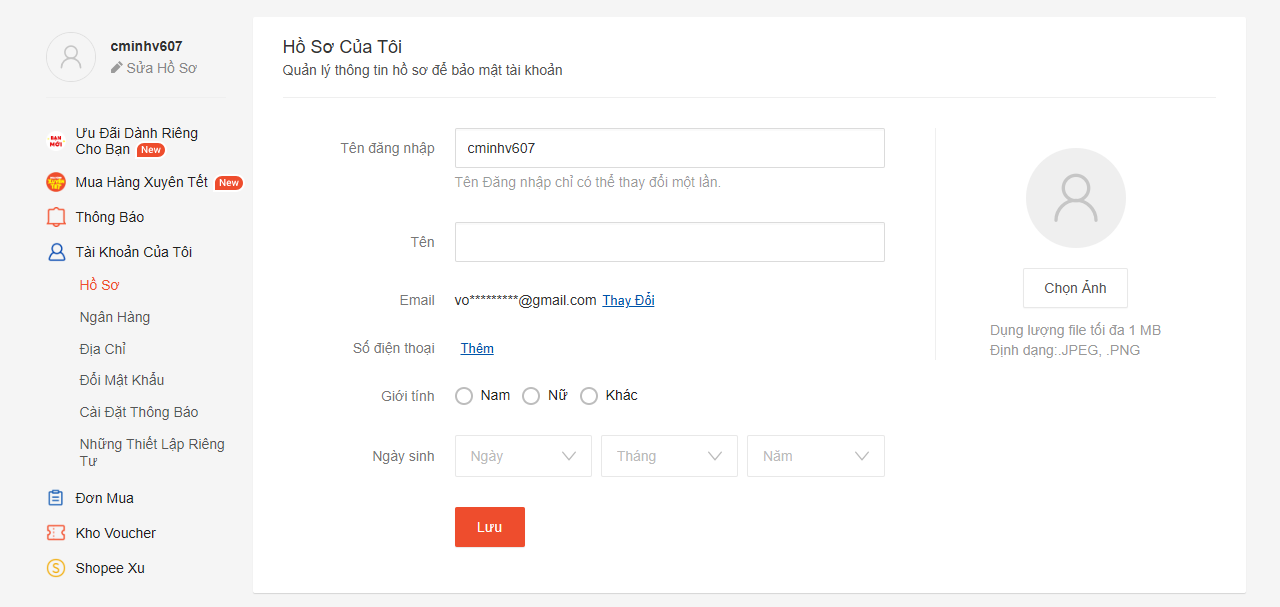 cminhv607
Sửa Hồ Sơ
BẠN
MỚI
Ưu Đãi Dành Riêng
Cho Bạn New
Mua Hàng Xuyên Tết New
Thông Báo
Tài Khoản Của Tôi
Hồ Sơ
Ngân Hàng
Địa Chỉ
Đổi Mật Khẩu
Cài Đặt Thông Báo
Những Thiết Lập Riêng
Tư
Đơn Mua
Kho Voucher
Shopee Xu
Hồ Sơ Của Tôi
Quản lý thông tin hồ sơ để bảo mật tài khoản
Tên đăng nhập cminhv607
Tên Đăng nhập chỉ có thể thay đổi một lần.
Tên
Email vo*********@gmail.com Thay Đổi
Số điện thoại Thêm
Giới tính Nam Nữ Khác
Ngày sinh Ngày Tháng Năm
Lưu
Chọn Ảnh
Dụng lượng file tối đa 1 MB
Định dạng:.JPEG, .PNG